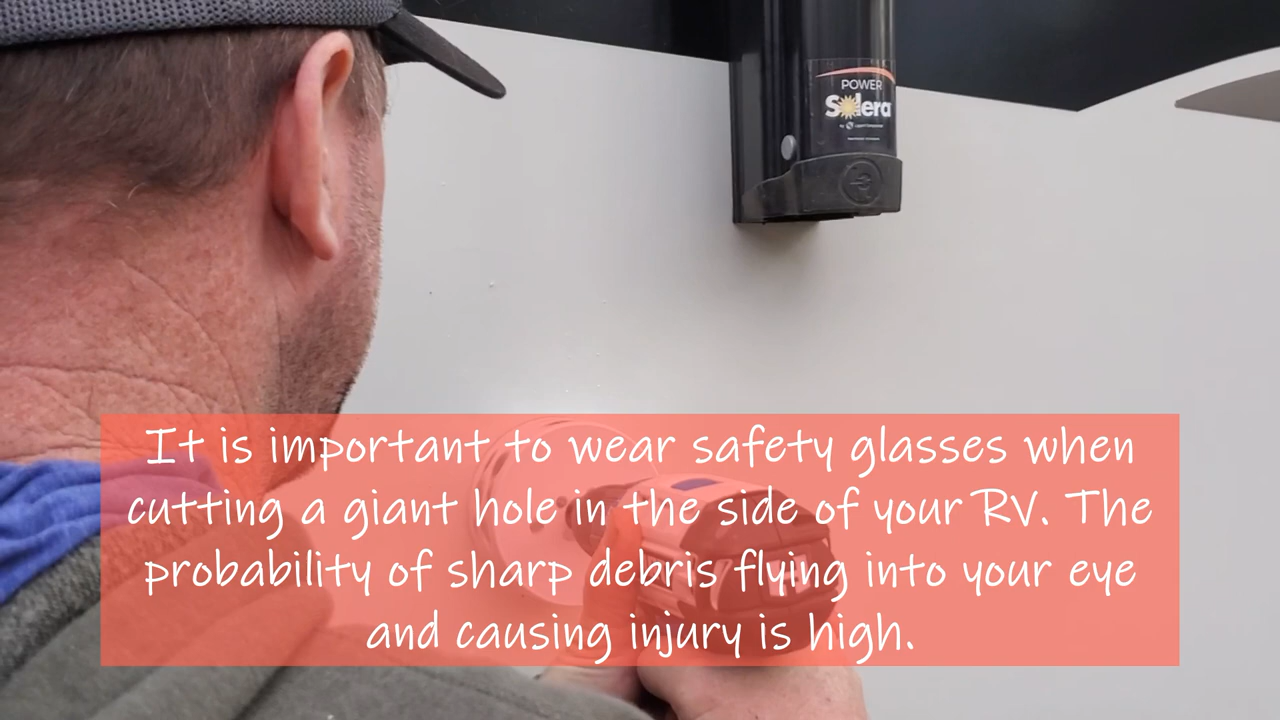 POWER
Solera
It is important to wear safety glasses when
cutting a giant hole in the side of your RV. The
probability of sharp debris flying into your eye
and causing injury is high.